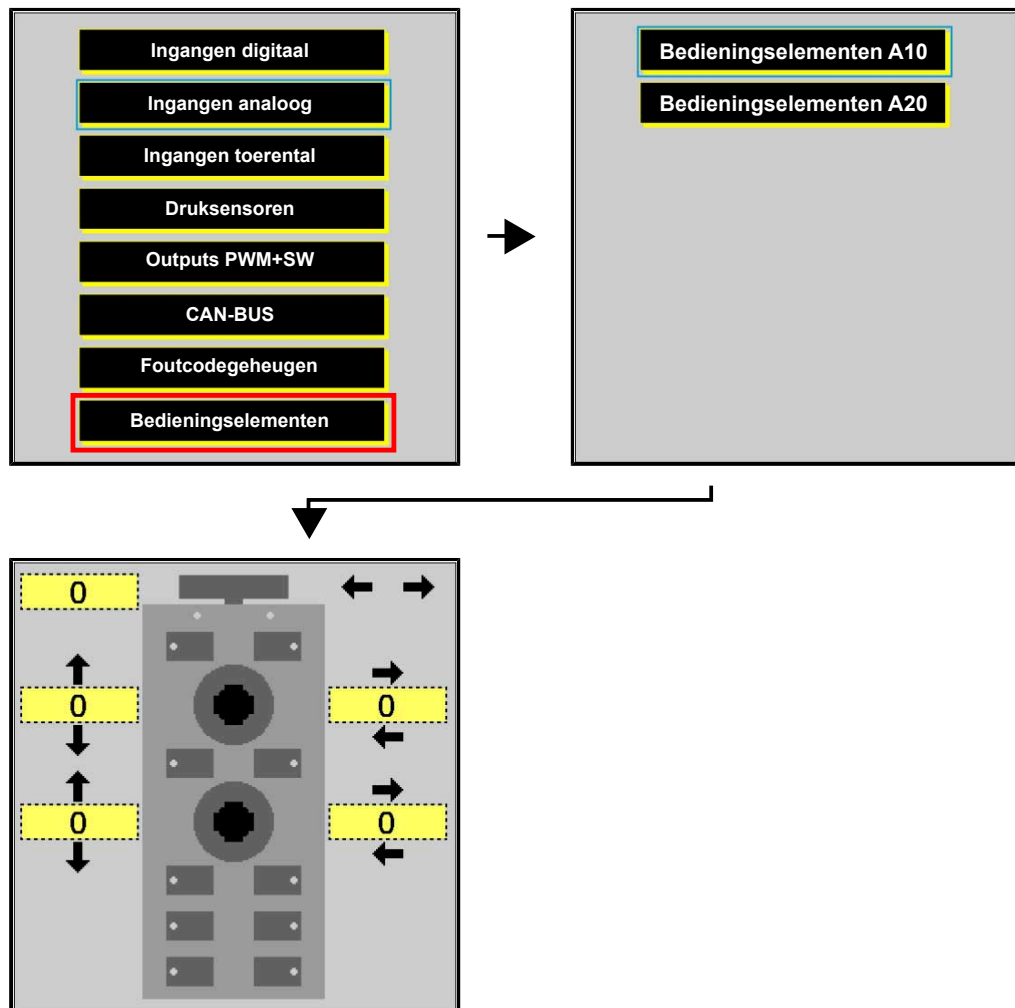 Ingangen digitaal
Ingangen analoog
Ingangen toerental
Druksensoren
Outputs PWM+SW
CAN-BUS
Foutcodegeheugen
Bedieningselementen
Bedieningselementen A10
Bedieningselementen A20
0
0
0
0
0